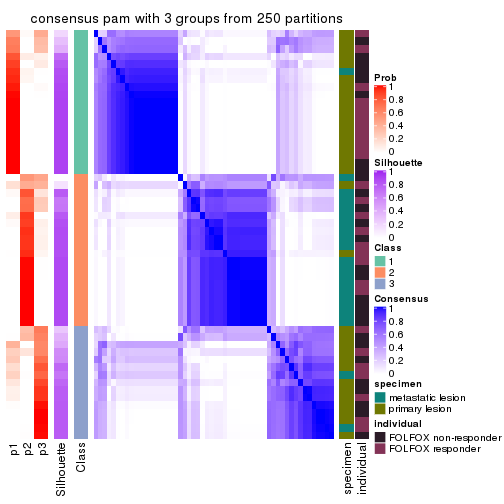 consensus pam with 3 groups from 250 partitions
Prob
1
0.8
0.6
0.4
0.2
0
Silhouette
1
0.8
0.6
0.4
0.2
0
Class
1
2
3
Consensus
1
0.8
0.6
0.4
0.2
0
specimen
metastatic lesion
primary lesion
individual
FOLFOX non-responder
FOLFOX responder
p1
p2
p3
Silhouette
Class
specimen
individual